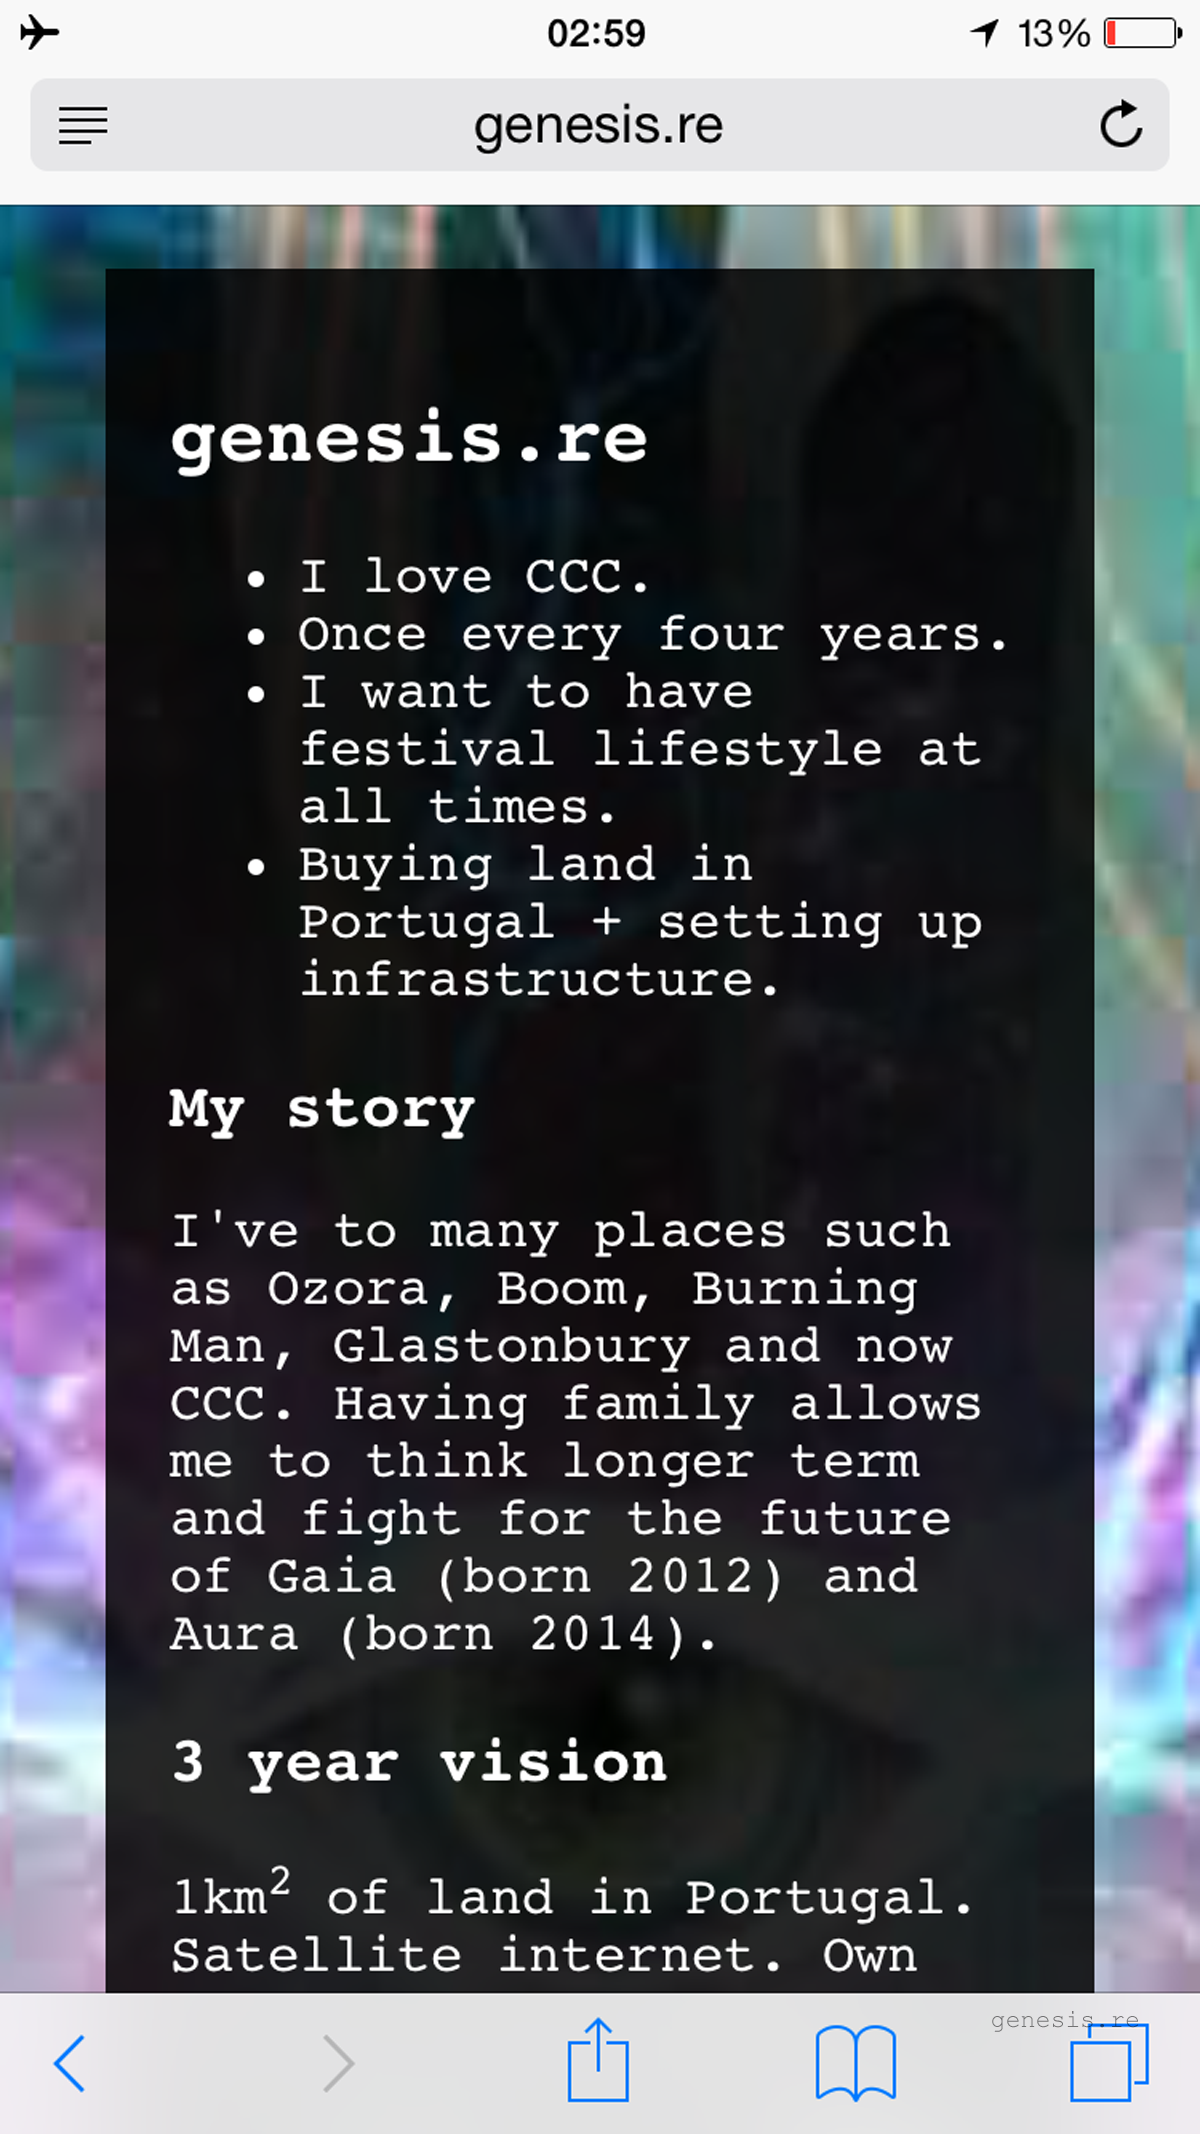 02:59
13%
genesis.re
genesis.re
• I love CCC.
• Once every four years.
• I want to have
festival lifestyle at
all times.
• Buying land in
Portugal + setting up
infrastructure.
My story
I've to many places such
as Ozora, Boom, Burning
Man, Glastonbury and now
CCC. Having family allows
me to think longer term
and fight for the future
of Gaia (born 2012) and
Aura (born 2014).
3 year vision
1km² of land in Portugal.
Satellite internet. Own
genesis.re